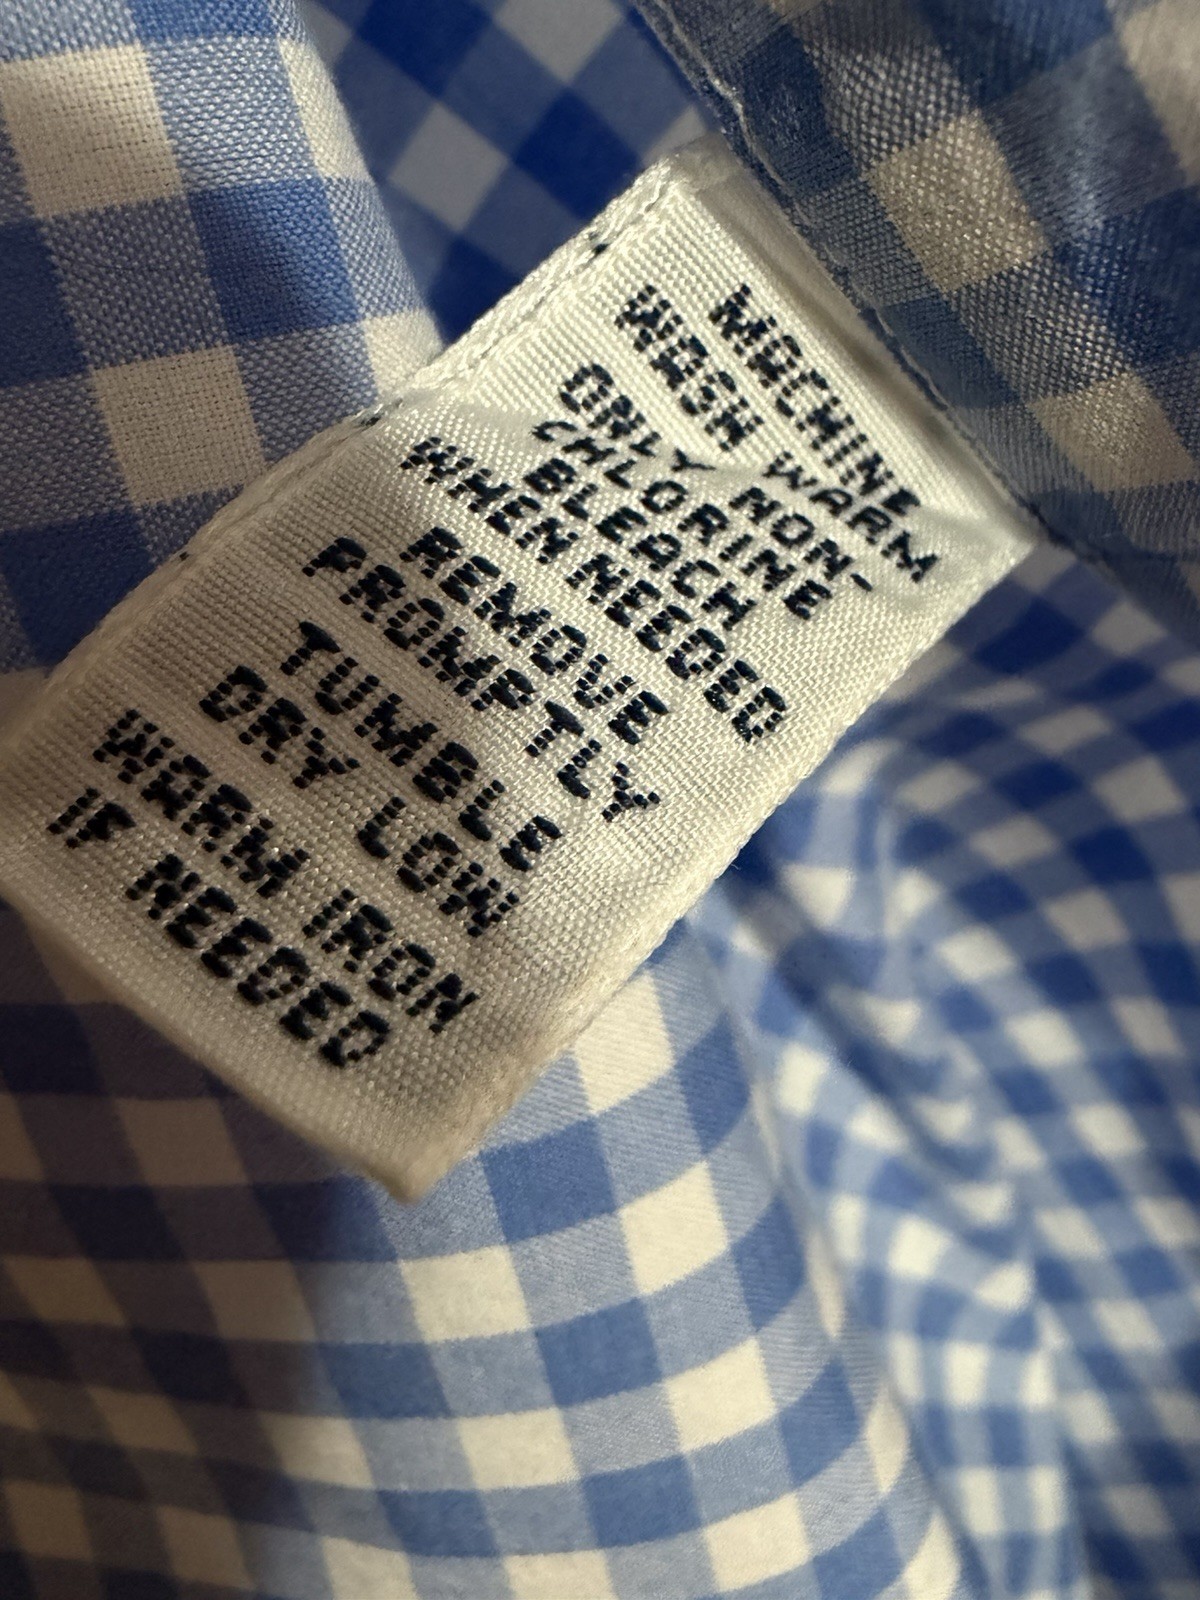 MACHINE
WASH WARM
ONLY NON-
CHLORINE
BLEACH
WHEN NEEDED
REMOVE
PROMPTLY
TUMBLE
DRY LOW
WARM IRON
IF NEEDED